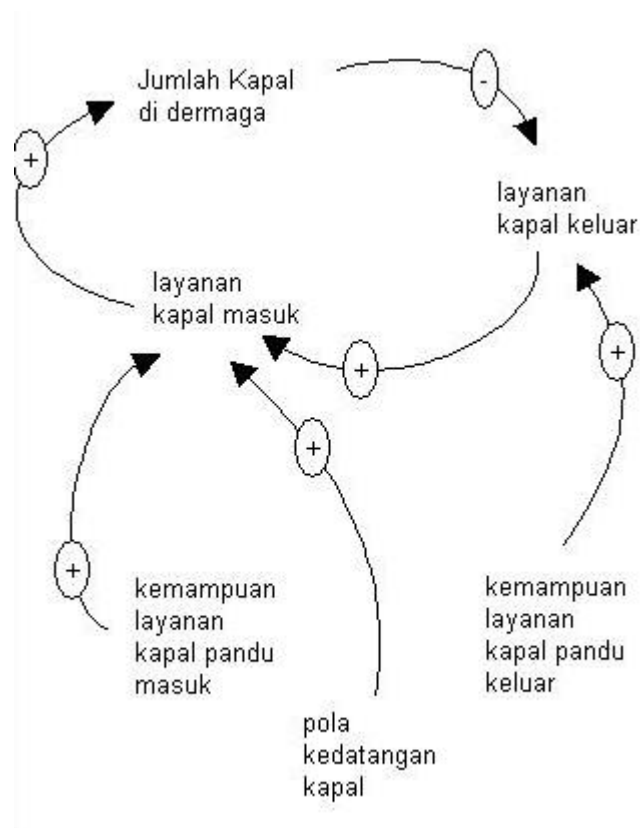 Jumlah Kapal
di dermaga
-
+
layanan
kapal keluar
layanan
kapal masuk
+
+
+
+
kemampuan
layanan
kapal pandu
masuk
kemampuan
layanan
kapal pandu
keluar
pola
kedatangan
kapal